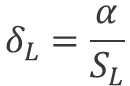 δ_L = α / S_L